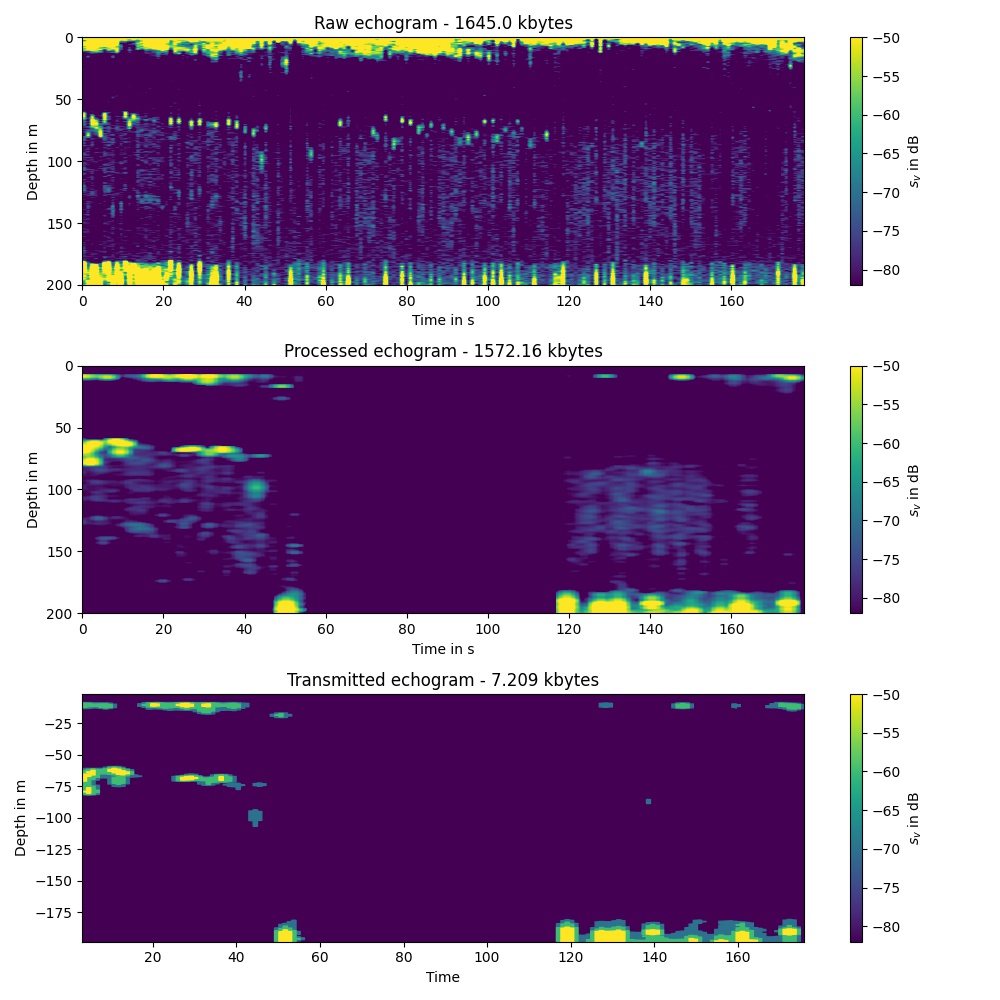 Raw echogram - 1645.0 kbytes
0
50
100
150
200
Depth in m
0 20 40 60 80 100 120 140 160
Time in s
−50
−55
−60
−65
−70
−75
−80
sv in dB
Processed echogram - 1572.16 kbytes
0
50
100
150
200
Depth in m
0 20 40 60 80 100 120 140 160
Time in s
−50
−55
−60
−65
−70
−75
−80
sv in dB
Transmitted echogram - 7.209 kbytes
−25
−50
−75
−100
−125
−150
−175
Depth in m
20 40 60 80 100 120 140 160
Time
−50
−55
−60
−65
−70
−75
−80
sv in dB